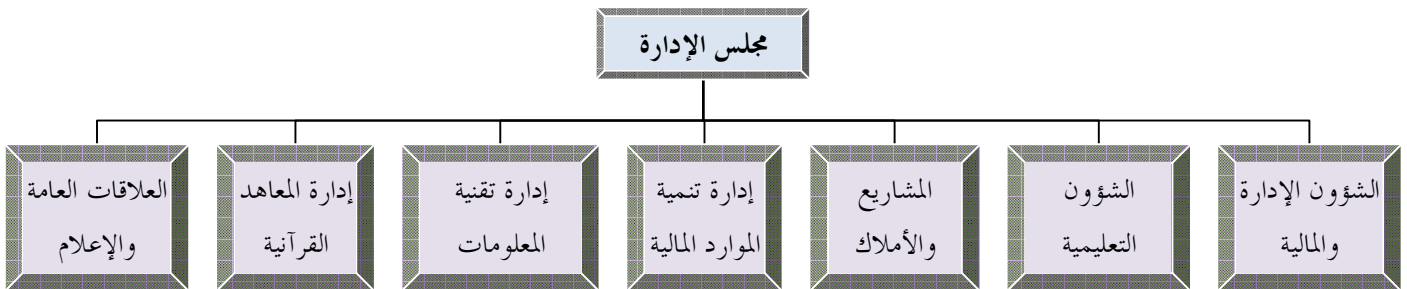 مجلس الإدارة
الشؤون الإدارة
والمالية
الشؤون
التعليمية
المشاريع
والأملاك
إدارة تنمية
الموارد المالية
إدارة تقنية
المعلومات
إدارة المعاهد
القرآنية
العلاقات العامة
والإعلام